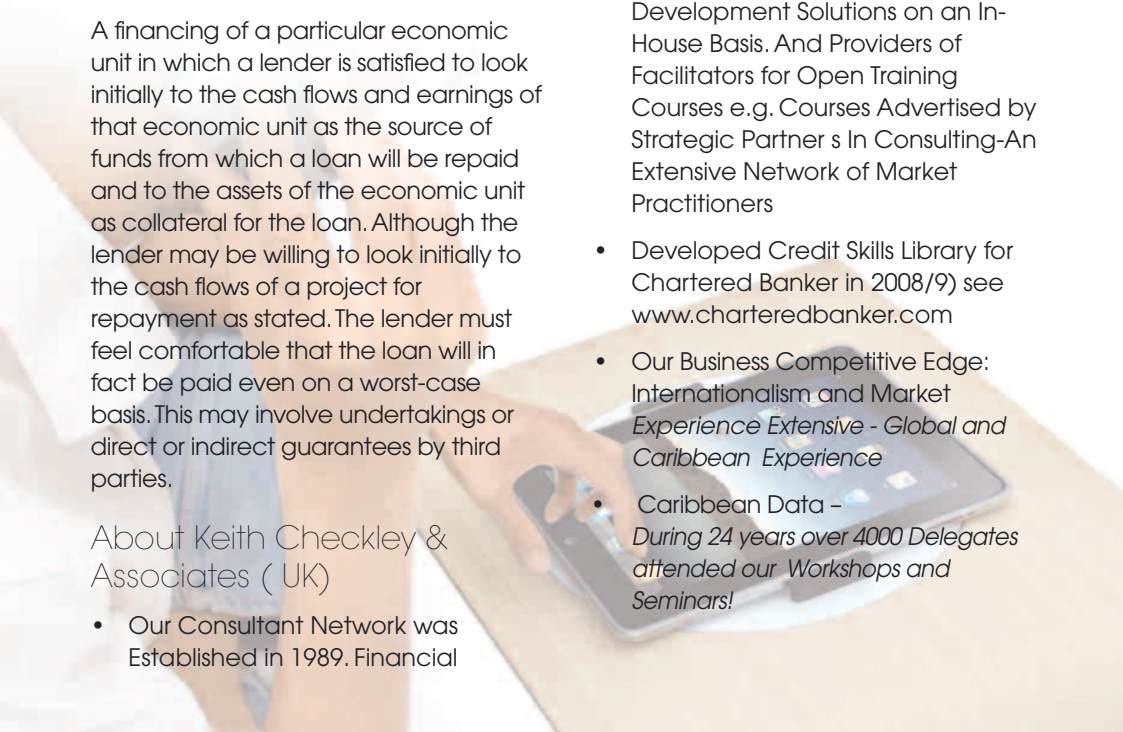 A financing of a particular economic
unit in which a lender is satisfied to look
initially to the cash flows and earnings of
that economic unit as the source of
funds from which a loan will be repaid
and to the assets of the economic unit
as collateral for the loan. Although the
lender may be willing to look initially to
the cash flows of a project for
repayment as stated. The lender must
feel comfortable that the loan will in
fact be paid even on a worst-case
basis. This may involve undertakings or
direct or indirect guarantees by third
parties.
About Keith Checkley &
Associates ( UK)
• Our Consultant Network was
Established in 1989. Financial
Development Solutions on an In-
House Basis. And Providers of
Facilitators for Open Training
Courses e.g. Courses Advertised by
Strategic Partner s In Consulting-An
Extensive Network of Market
Practitioners
• Developed Credit Skills Library for
Chartered Banker in 2008/9) see
www.charteredbanker.com
• Our Business Competitive Edge:
Internationalism and Market
Experience Extensive - Global and
Caribbean Experience
• Caribbean Data –
During 24 years over 4000 Delegates
attended our Workshops and
Seminars!